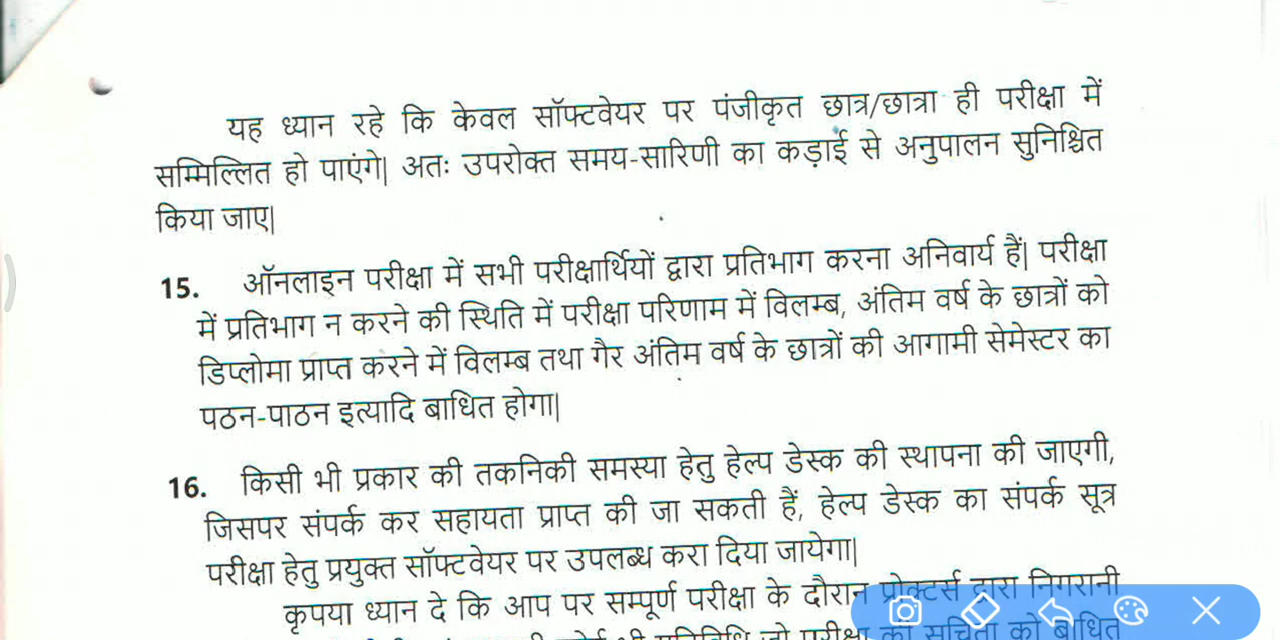 यह ध्यान रहे कि केवल सॉफ्टवेयर पर पंजीकृत छात्र/छात्रा ही परीक्षा में
सम्मिल्लित हो पाएंगे| अतः उपरोक्त समय-सारिणी का कड़ाई से अनुपालन सुनिश्चित
किया जाए|
15. ऑनलाइन परीक्षा में सभी परीक्षार्थियों द्वारा प्रतिभाग करना अनिवार्य हैं| परीक्षा
में प्रतिभाग न करने की स्थिति में परीक्षा परिणाम में विलम्ब, अंतिम वर्ष के छात्रों को
डिप्लोमा प्राप्त करने में विलम्ब तथा गैर अंतिम वर्ष के छात्रों की आगामी सेमेस्टर का
पठन-पाठन इत्यादि बाधित होगा|
16. किसी भी प्रकार की तकनिकी समस्या हेतु हेल्प डेस्क की स्थापना की जाएगी,
जिसपर संपर्क कर सहायता प्राप्त की जा सकती हैं, हेल्प डेस्क का संपर्क सूत्र
परीक्षा हेतु प्रयुक्त सॉफ्टवेयर पर उपलब्ध करा दिया जायेगा|
कृपया ध्यान दे कि आप पर सम्पूर्ण परीक्षा के दौरान प्रोक्टर्स द्वारा निगरानी
जो परीक्षा की सुचिता को बाधित